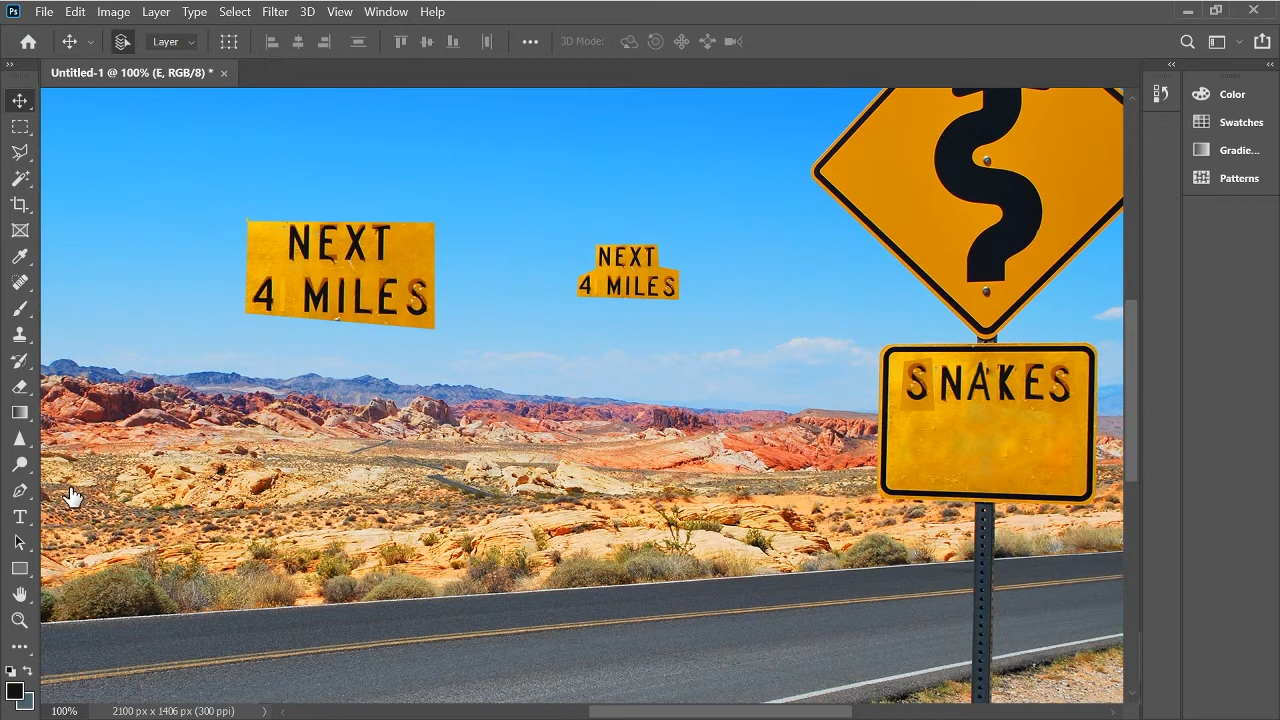 Ps File Edit Image Layer Type Select Filter 3D View Window Help
Layer 3D Mode:
Untitled-1 @ 100% (E, RGB/8) * ×
Color
Swatches
Gradie...
Patterns
NEXT
4 MILES
NEXT
4 MILES
SNAKES
100% 2100 px x 1406 px (300 ppi)